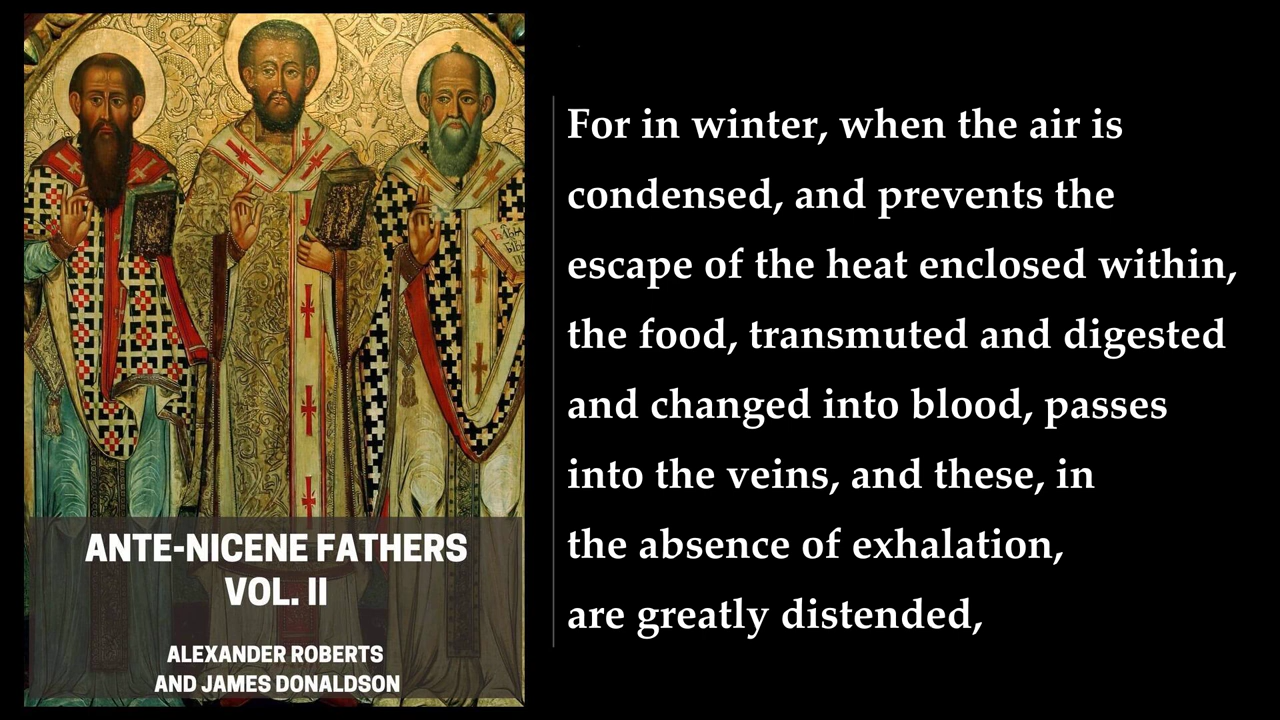 ANTE-NICENE FATHERS
VOL. II
ALEXANDER ROBERTS
AND JAMES DONALDSON
For in winter, when the air is
condensed, and prevents the
escape of the heat enclosed within,
the food, transmuted and digested
and changed into blood, passes
into the veins, and these, in
the absence of exhalation,
are greatly distended,